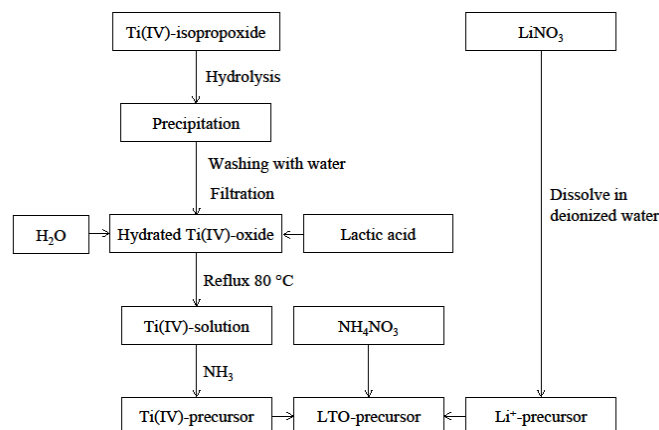 Ti(IV)-isopropoxide
LiNO₃
Hydrolysis
Precipitation
Washing with water
Filtration
Dissolve in
deionized water
H₂O
Hydrated Ti(IV)-oxide
Lactic acid
Reflux 80 °C
Ti(IV)-solution
NH₄NO₃
NH₃
Ti(IV)-precursor
LTO-precursor
Li⁺-precursor